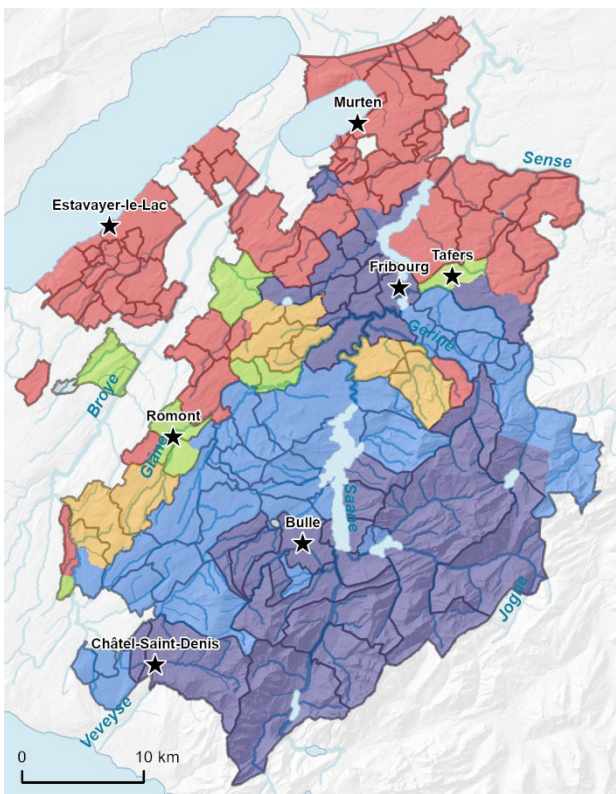 Murten
Sense
Estavayer-le-Lac
Tafers
Fribourg
Gérine
Broye
Romont
Glâne
Sarine
Bulle
Jogne
Châtel-Saint-Denis
Veveyse
0 10 km